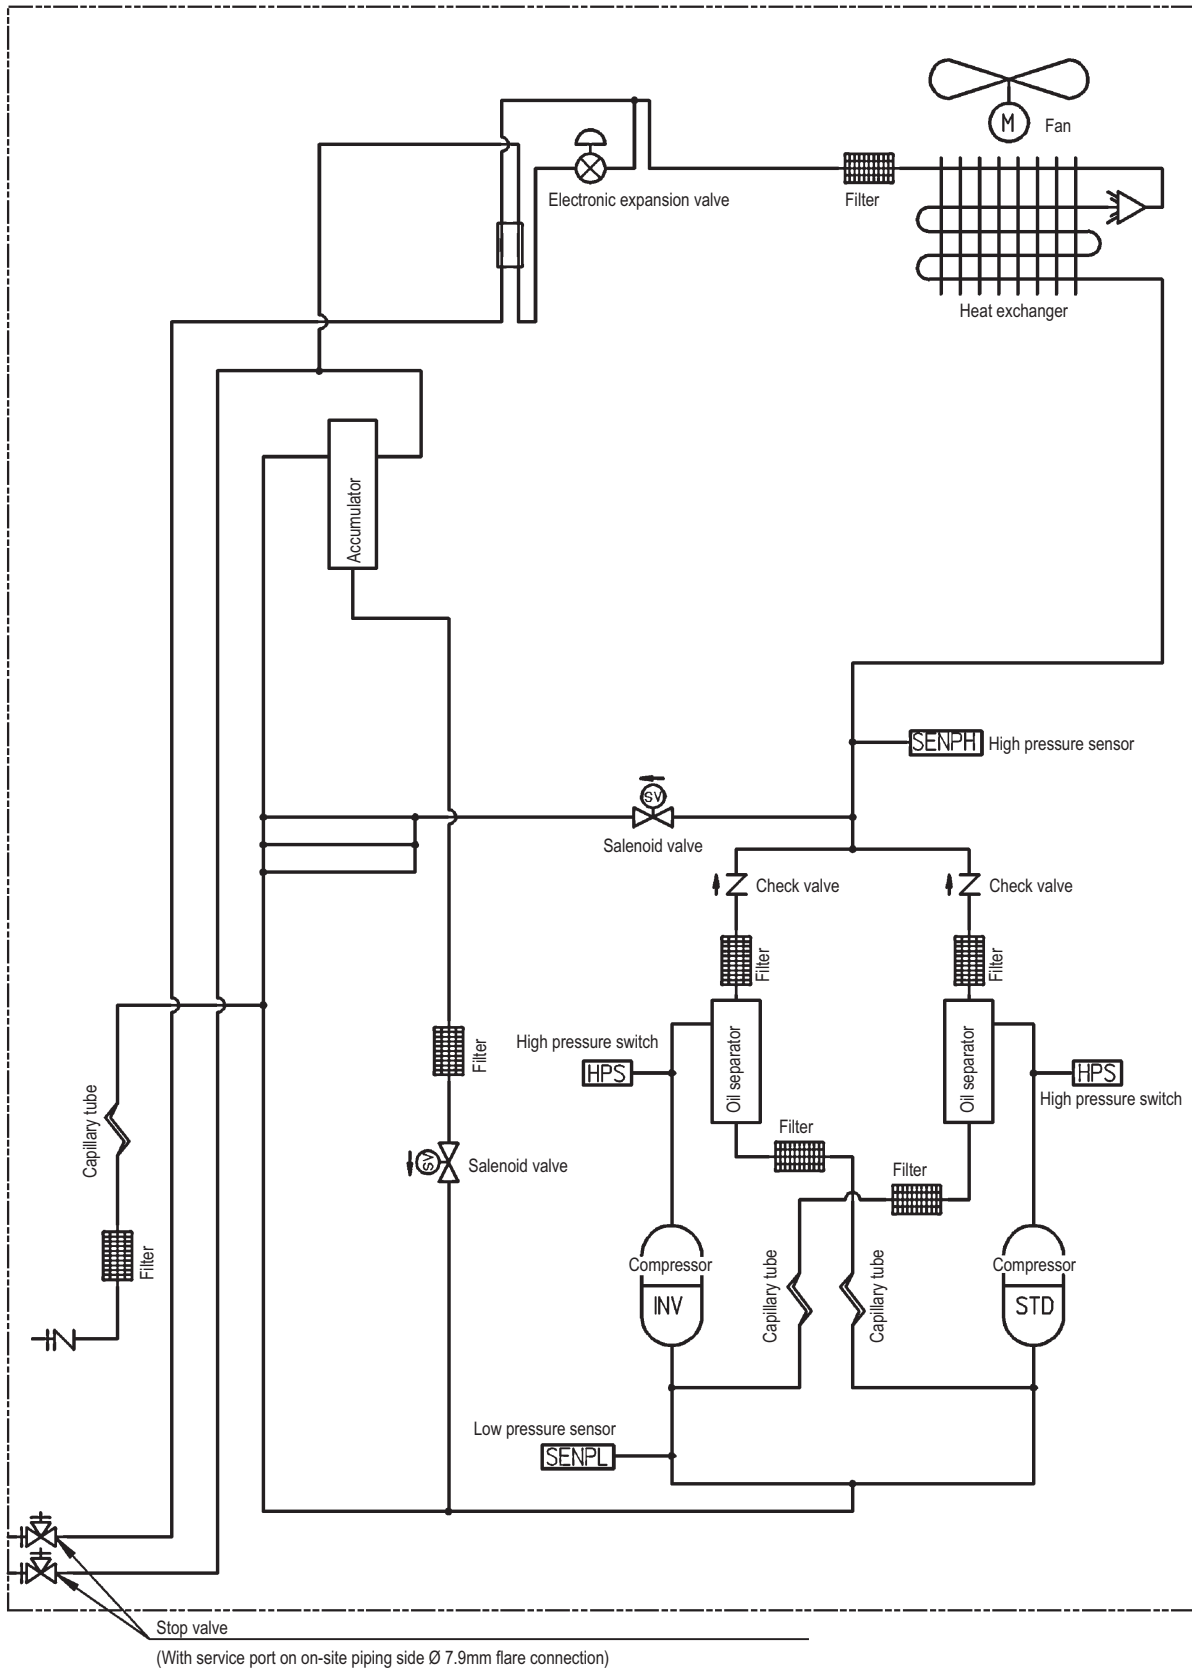 M
Fan
Electronic expansion valve
Filter
Heat exchanger
Accumulator
SENPH
High pressure sensor
SV
Salenoid valve
Check valve
Check valve
Filter
Filter
High pressure switch
HPS
Oil separator
Oil separator
HPS
High pressure switch
Filter
Capillary tube
SV
Salenoid valve
Filter
Filter
Filter
Compressor
INV
Capillary tube
Capillary tube
Compressor
STD
Low pressure sensor
SENPL
Stop valve
(With service port on on-site piping side Ø 7.9mm flare connection)